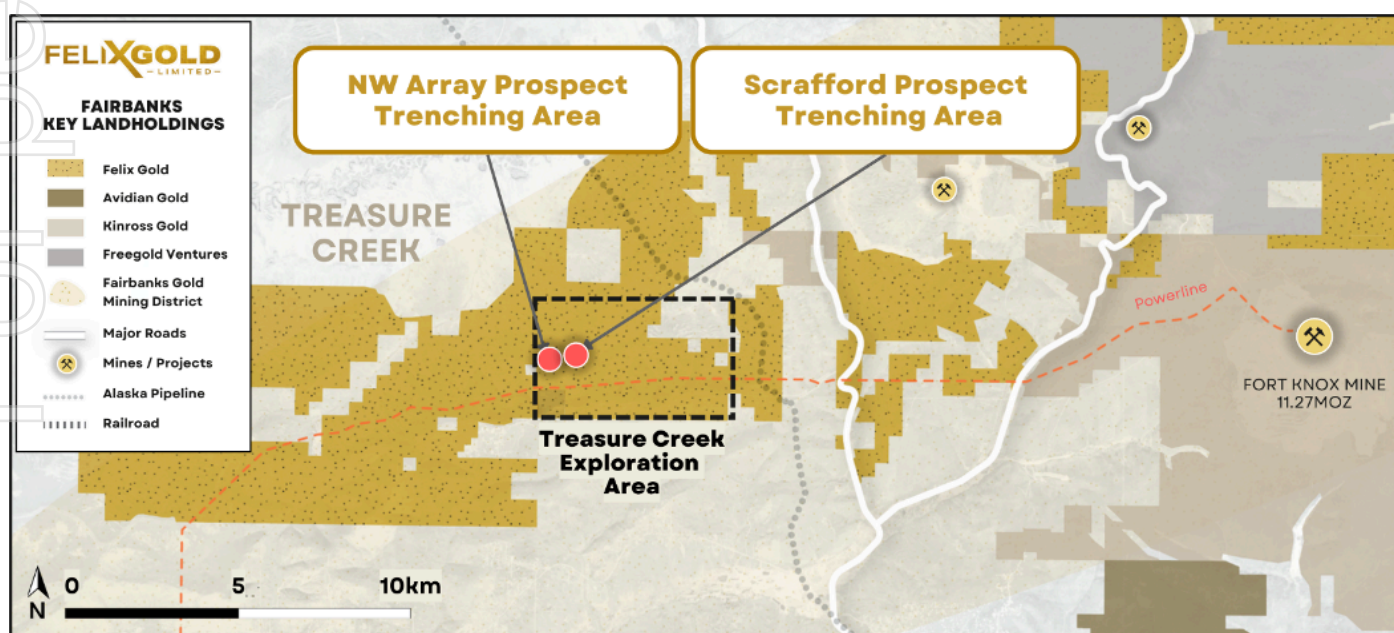 FELIXGOLD
LIMITED
FAIRBANKS
KEY LANDHOLDINGS
Felix Gold
Avidian Gold
Kinross Gold
Freegold Ventures
Fairbanks Gold
Mining District
Major Roads
Mines / Projects
Alaska Pipeline
Railroad
NW Array Prospect
Trenching Area
Scrafford Prospect
Trenching Area
TREASURE
CREEK
Powerline
FORT KNOX MINE
11.27MOZ
Treasure Creek
Exploration
Area
N
0 5 10km